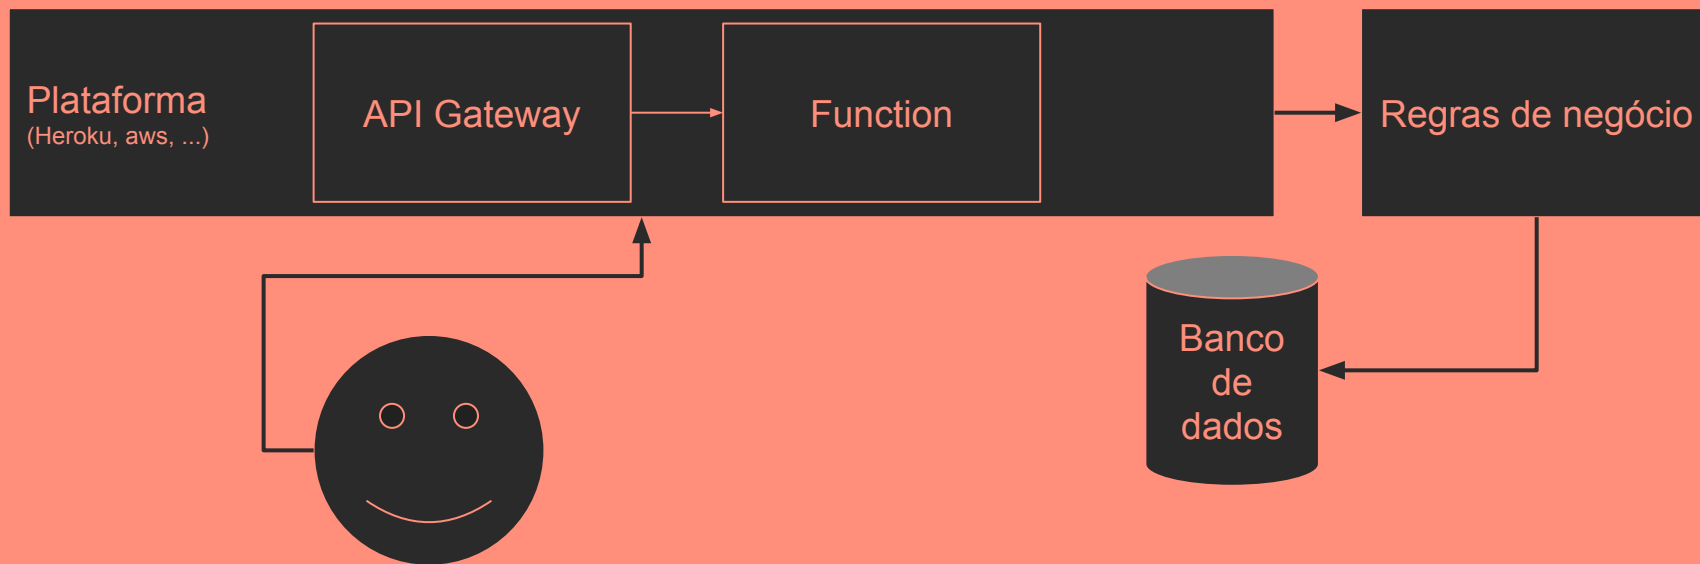 Plataforma
(Heroku, aws, ...)
API Gateway
Function
Regras de negócio
Banco
de
dados